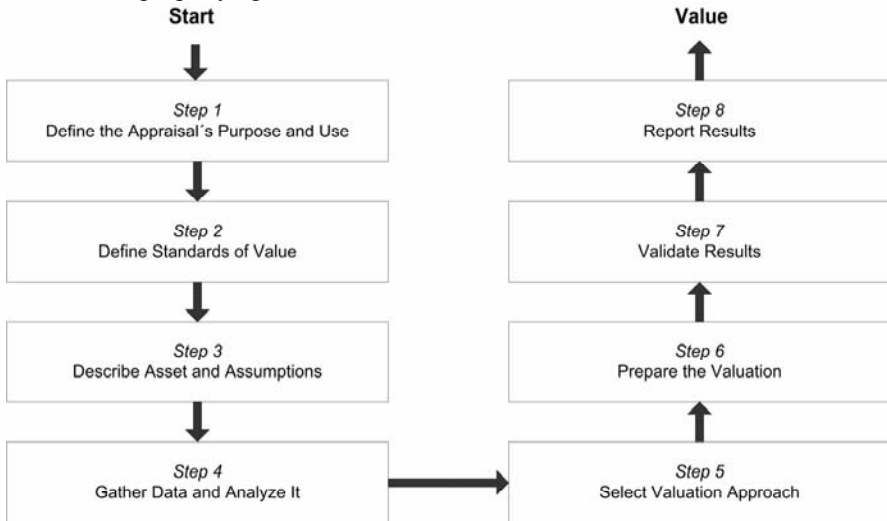 Start
Step 1
Define the Appraisal´s Purpose and Use
Step 2
Define Standards of Value
Step 3
Describe Asset and Assumptions
Step 4
Gather Data and Analyze It
Step 5
Select Valuation Approach
Step 6
Prepare the Valuation
Step 7
Validate Results
Step 8
Report Results
Value